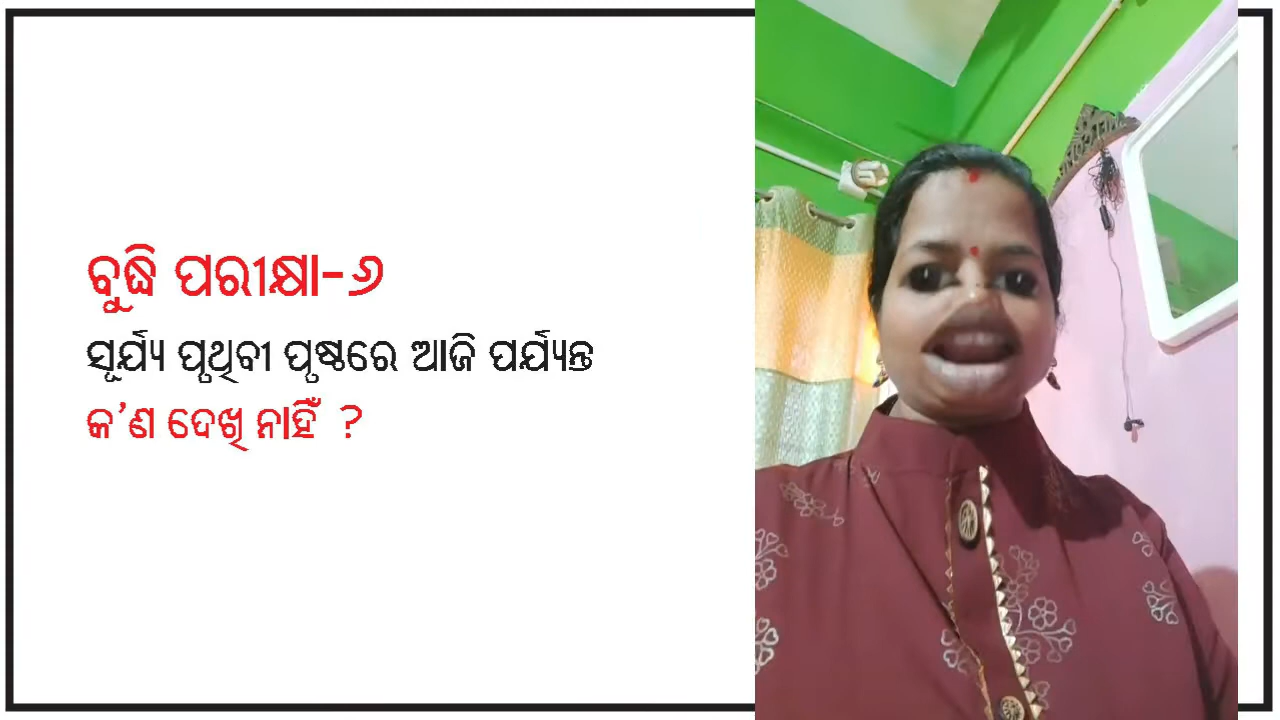 ବୁଦ୍ଧି ପରୀକ୍ଷା-୬
ସୂର୍ଯ୍ୟ ପୃଥିବୀ ପୃଷ୍ଠରେ ଆଜି ପର୍ଯ୍ୟନ୍ତ
କ'ଣ ଦେଖି ନାହିଁ ?